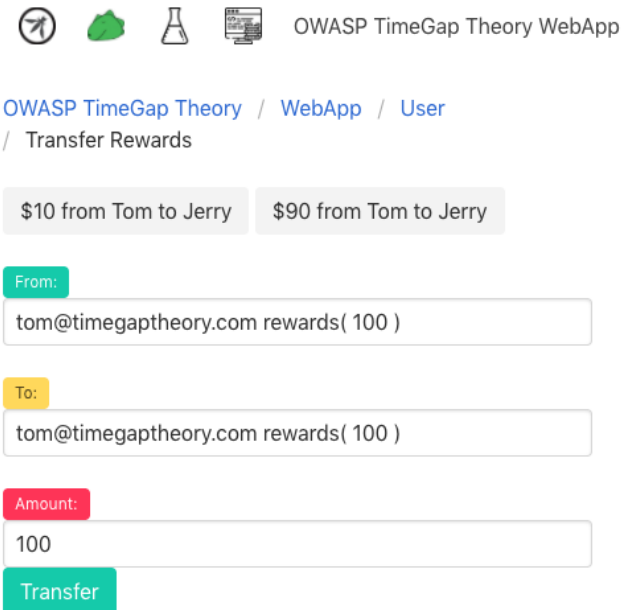 OWASP TimeGap Theory WebApp
OWASP TimeGap Theory / WebApp / User
/ Transfer Rewards
$10 from Tom to Jerry $90 from Tom to Jerry
From:
tom@timegaptheory.com rewards( 100 )
To:
tom@timegaptheory.com rewards( 100 )
Amount:
100
Transfer